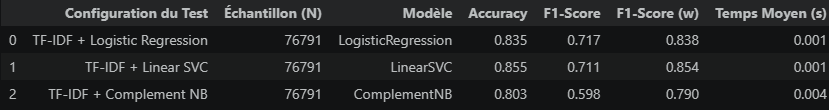 Configuration du Test Échantillon (N) Modèle Accuracy F1-Score F1-Score (w) Temps Moyen (s)
0 TF-IDF + Logistic Regression 76791 LogisticRegression 0.835 0.717 0.838 0.001
1 TF-IDF + Linear SVC 76791 LinearSVC 0.855 0.711 0.854 0.001
2 TF-IDF + Complement NB 76791 ComplementNB 0.803 0.598 0.790 0.004